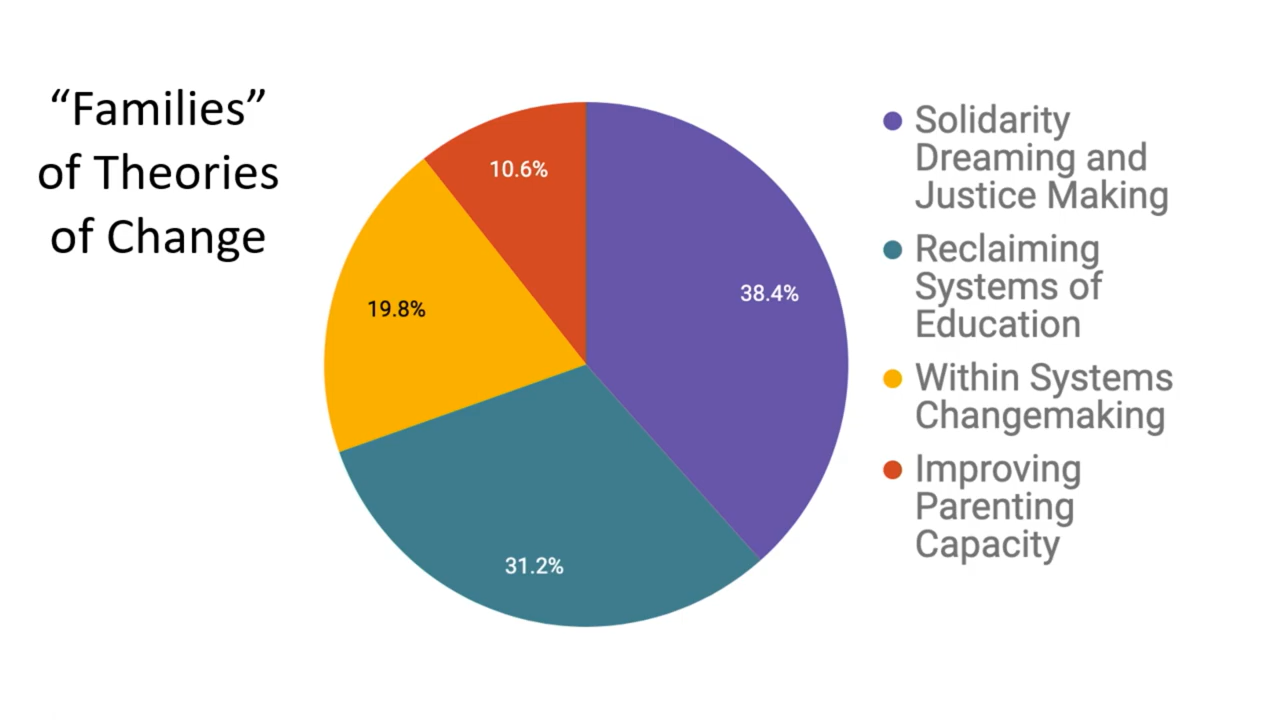 “Families”
of Theories
of Change
10.6%
38.4%
19.8%
31.2%
Solidarity
Dreaming and
Justice Making
Reclaiming
Systems of
Education
Within Systems
Changemaking
Improving
Parenting
Capacity